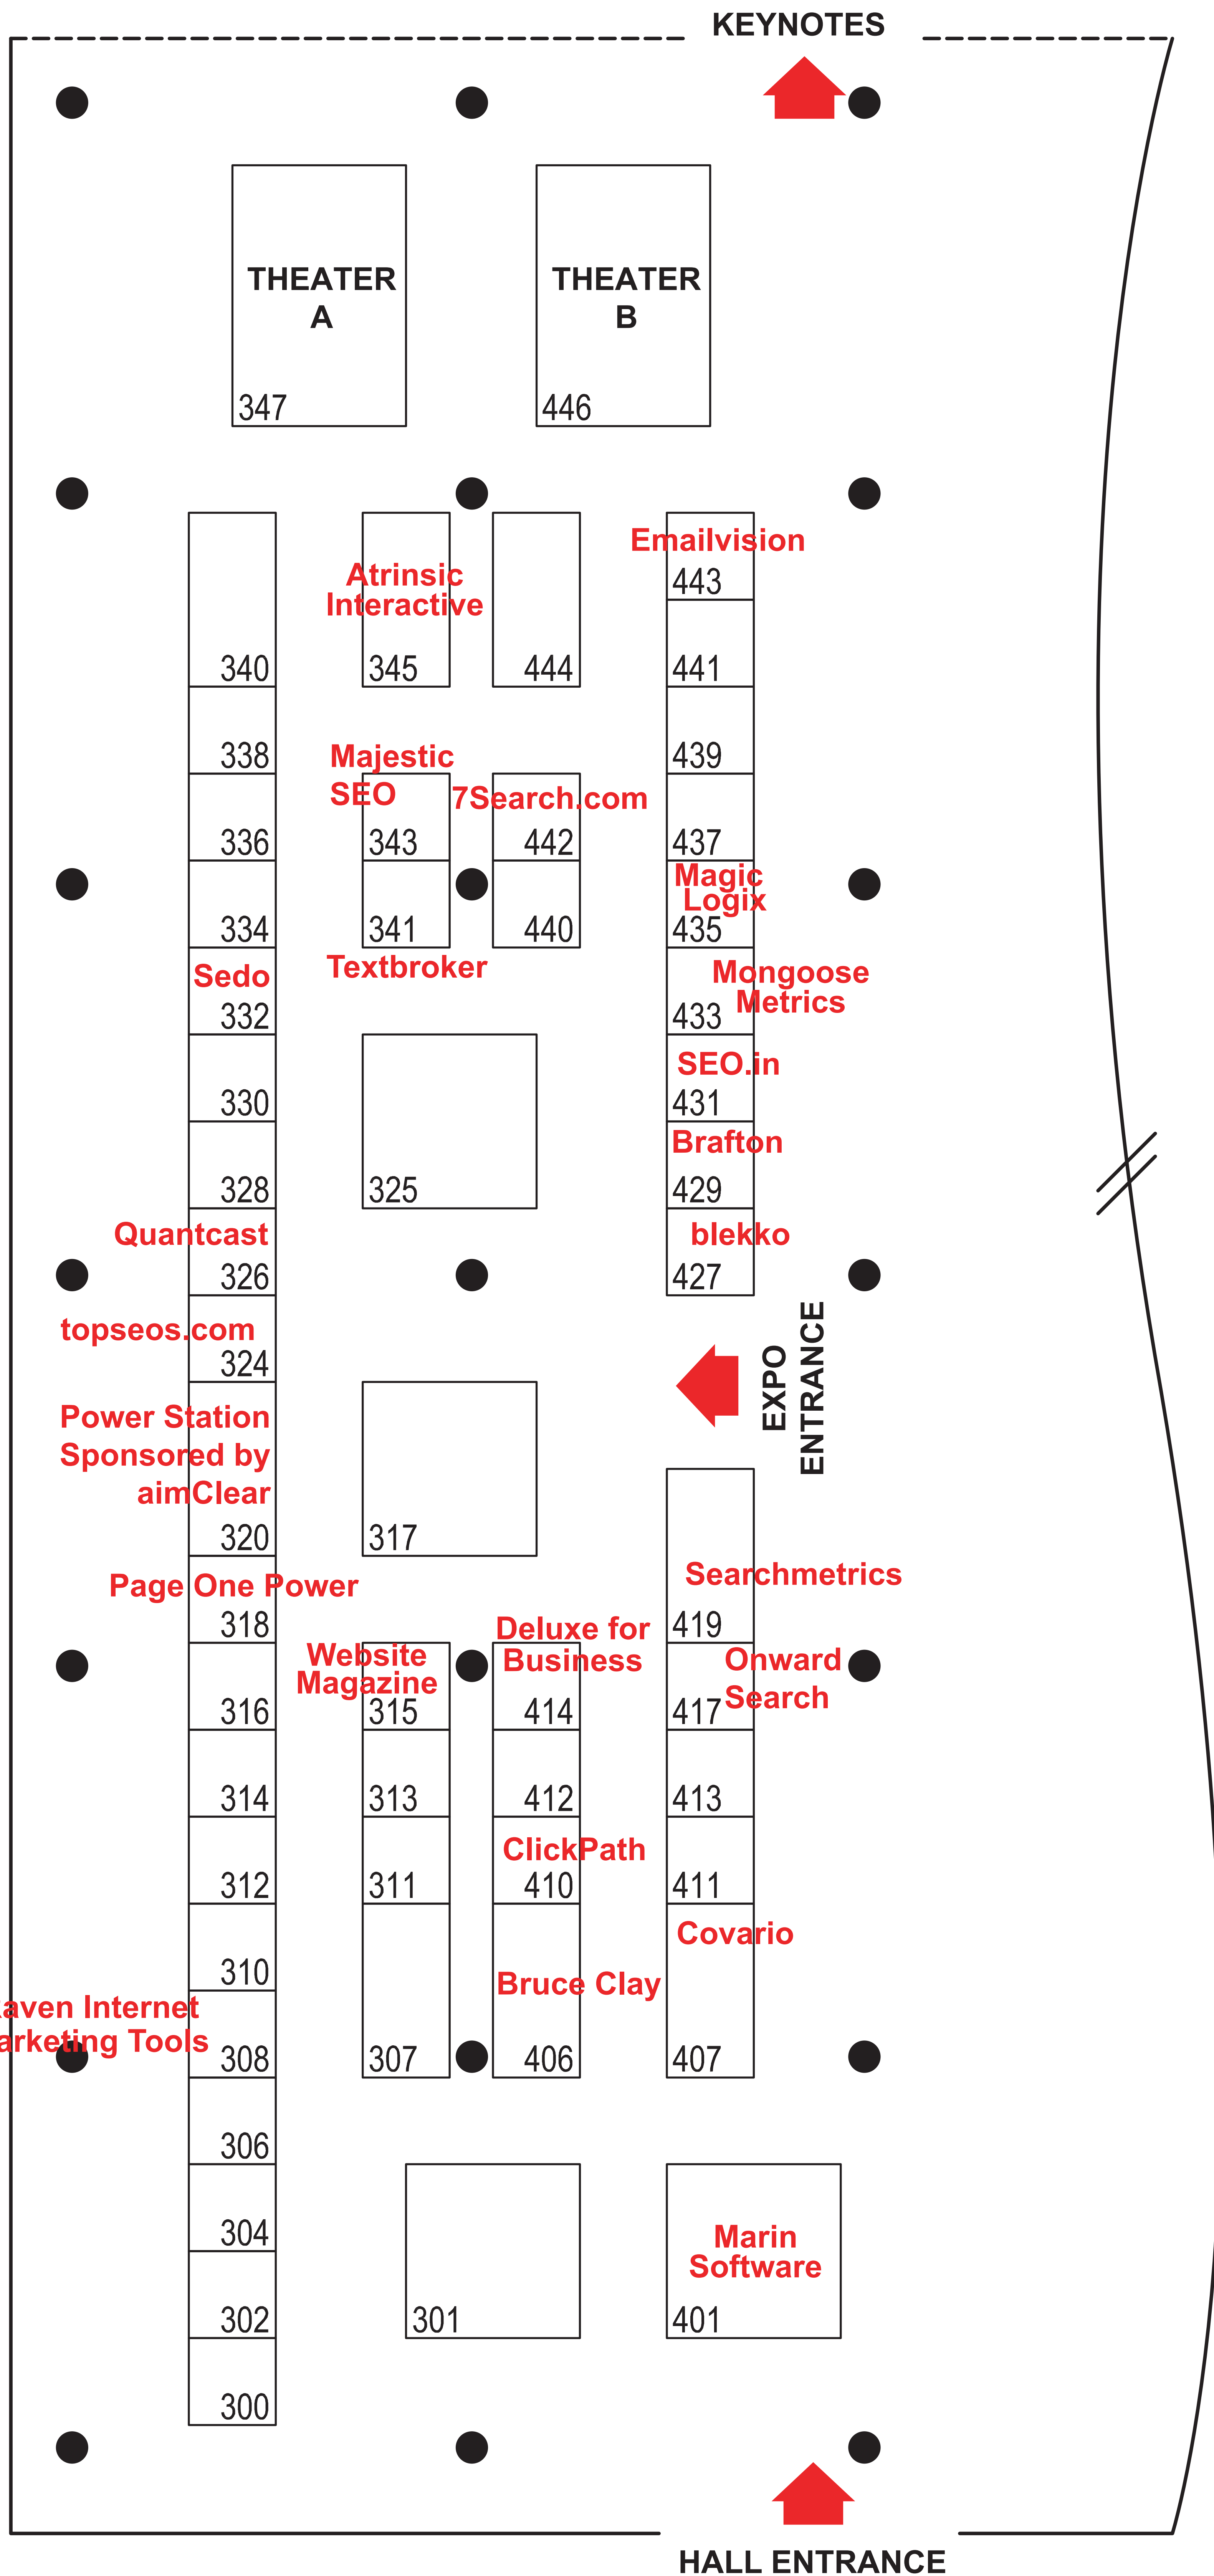 KEYNOTES
THEATER
A
347
THEATER
B
446
340
Atrinsic
Interactive
345
444
Emailvision
443
441
338
439
336
Majestic
SEO
343
7Search.com
442
437
334
341
Textbroker
440
Magic
Logix
435
Sedo
332
Mongoose
Metrics
433
330
SEO.in
431
328
325
Brafton
429
Quantcast
326
blekko
427
topseos.com
324
EXPO
ENTRANCE
Power Station
Sponsored by
aimClear
320
317
Page One Power
318
Searchmetrics
419
316
Website
Magazine
315
Deluxe for
Business
414
Onward
Search
417
314
313
412
413
312
311
ClickPath
410
411
310
Covario
407
aven Internet
arketing Tools
308
307
Bruce Clay
406
306
304
302
301
Marin
Software
401
300
HALL ENTRANCE